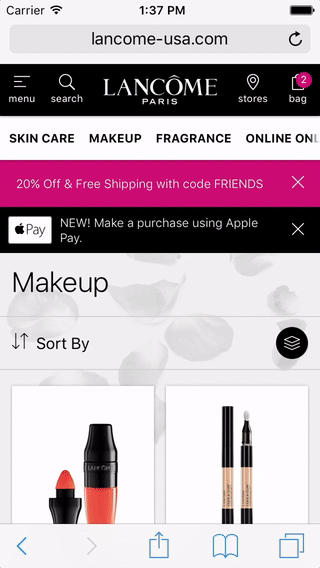 Carrier 1:37 PM
lancome-usa.com
LANCÔME
PARIS
menu search stores bag 2
SKIN CARE MAKEUP FRAGRANCE ONLINE ONL
20% Off & Free Shipping with code FRIENDS
Pay NEW! Make a purchase using Apple
Pay.
Makeup
Sort By
LANCÔME